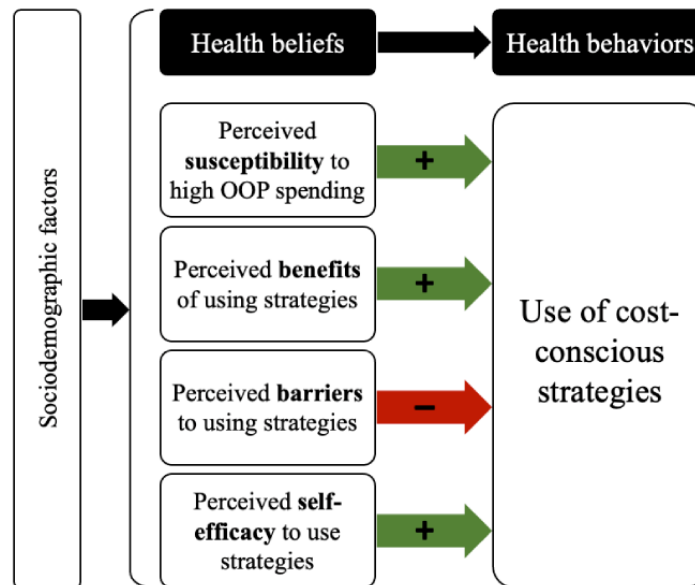 Health beliefs
Health behaviors
Sociodemographic factors
Perceived
susceptibility to
high OOP spending
+
Perceived benefits
of using strategies
+
Perceived barriers
to using strategies
−
Perceived self-
efficacy to use
strategies
+
Use of cost-
conscious
strategies